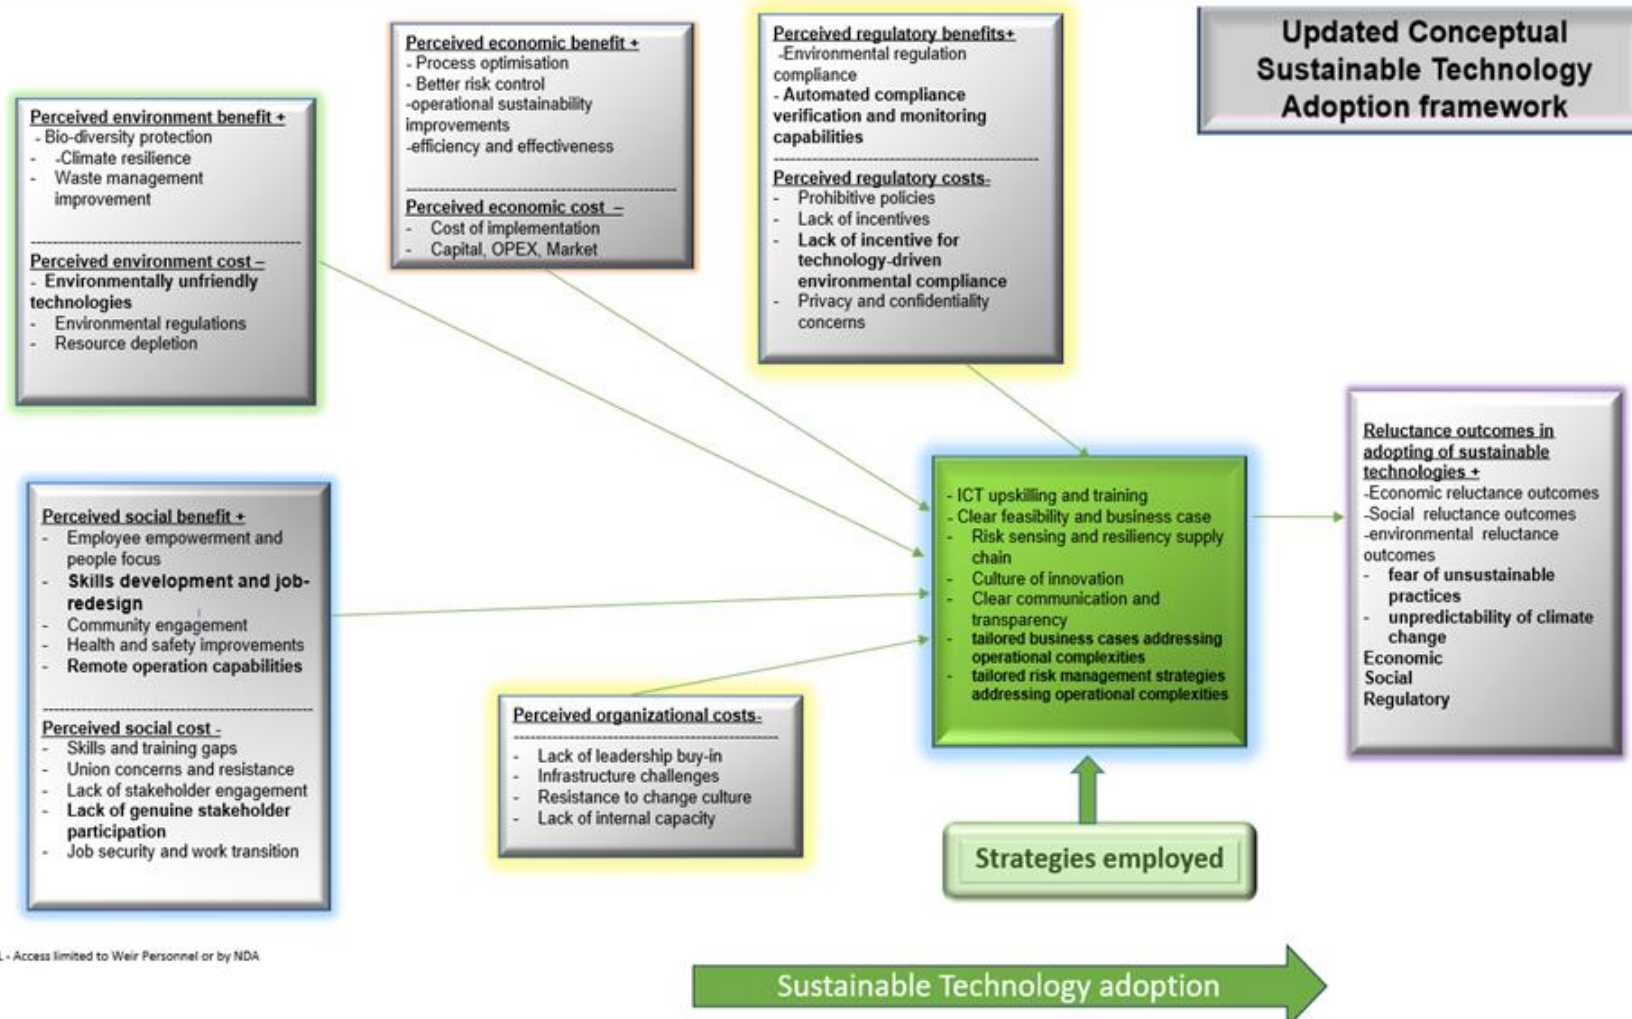 Updated Conceptual
Sustainable Technology
Adoption framework
Perceived environment benefit +
- Bio-diversity protection
- -Climate resilience
- Waste management
improvement
Perceived environment cost –
- Environmentally unfriendly
technologies
- Environmental regulations
- Resource depletion
Perceived economic benefit +
- Process optimisation
- Better risk control
-operational sustainability
improvements
-efficiency and effectiveness
Perceived economic cost –
- Cost of implementation
- Capital, OPEX, Market
Perceived regulatory benefits+
-Environmental regulation
compliance
- Automated compliance
verification and monitoring
capabilities
Perceived regulatory costs-
- Prohibitive policies
- Lack of incentives
- Lack of incentive for
technology-driven
environmental compliance
- Privacy and confidentiality
concerns
Perceived social benefit +
- Employee empowerment and
people focus
- Skills development and job-
redesign
- Community engagement
- Health and safety improvements
- Remote operation capabilities
Perceived social cost -
- Skills and training gaps
- Union concerns and resistance
- Lack of stakeholder engagement
- Lack of genuine stakeholder
participation
- Job security and work transition
Perceived organizational costs-
- Lack of leadership buy-in
- Infrastructure challenges
- Resistance to change culture
- Lack of internal capacity
- ICT upskilling and training
- Clear feasibility and business case
- Risk sensing and resiliency supply
chain
- Culture of innovation
- Clear communication and
transparency
- tailored business cases addressing
operational complexities
- tailored risk management strategies
addressing operational complexities
Reluctance outcomes in
adopting of sustainable
technologies +
-Economic reluctance outcomes
-Social reluctance outcomes
-environmental reluctance
outcomes
- fear of unsustainable
practices
- unpredictability of climate
change
Economic
Social
Regulatory
Strategies employed
- Access limited to Weir Personnel or by NDA
Sustainable Technology adoption